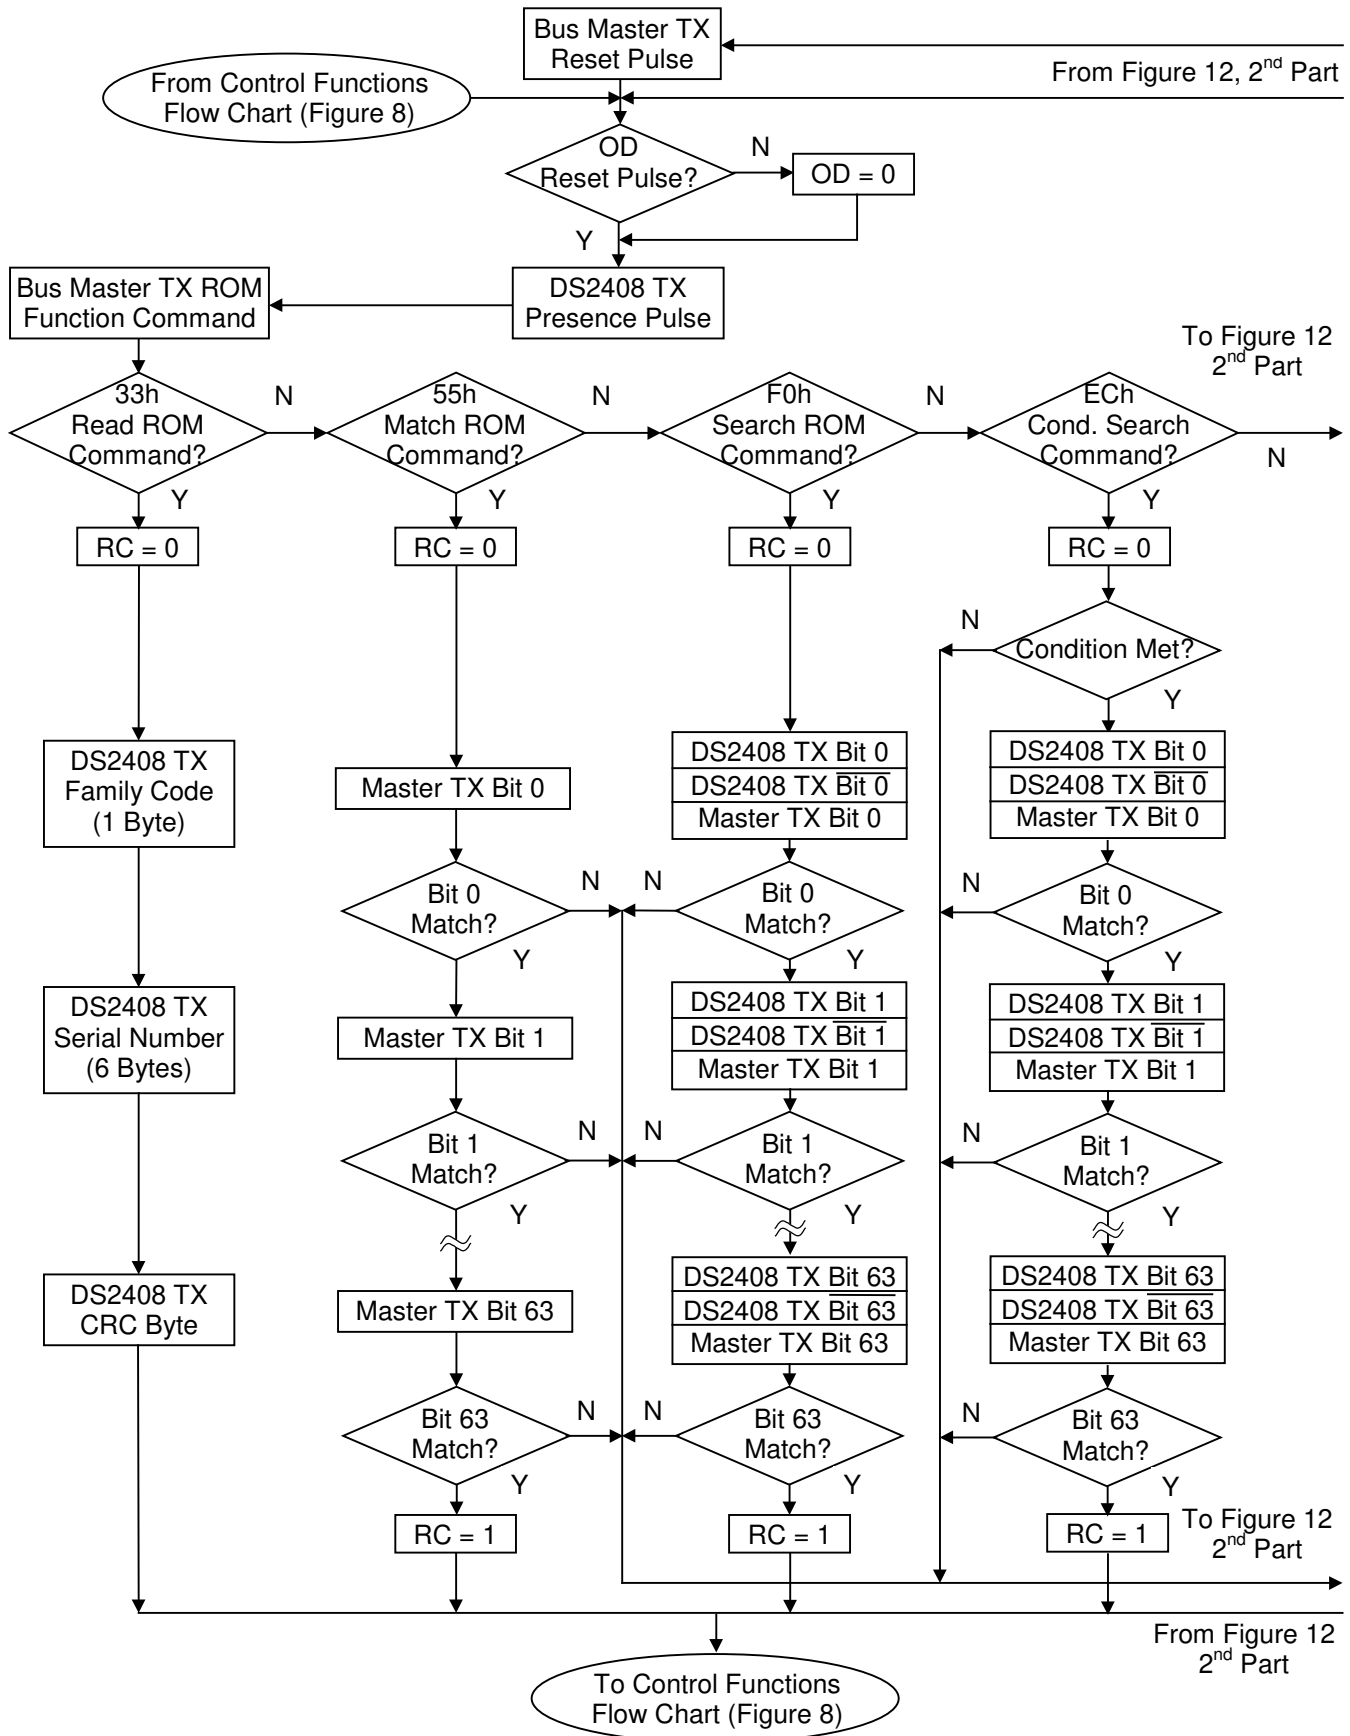 Bus Master TX
Reset Pulse
From Figure 12, 2nd Part
From Control Functions
Flow Chart (Figure 8)
OD
Reset Pulse?
N
OD = 0
Y
Bus Master TX ROM
Function Command
DS2408 TX
Presence Pulse
To Figure 12
2nd Part
33h
Read ROM
Command?
N
55h
Match ROM
Command?
N
F0h
Search ROM
Command?
N
ECh
Cond. Search
Command?
N
Y
Y
Y
Y
RC = 0
RC = 0
RC = 0
RC = 0
N
Condition Met?
Y
DS2408 TX
Family Code
(1 Byte)
Master TX Bit 0
DS2408 TX Bit 0
DS2408 TX B̅i̅t̅ ̅0̅
Master TX Bit 0
DS2408 TX Bit 0
DS2408 TX B̅i̅t̅ ̅0̅
Master TX Bit 0
Bit 0
Match?
N
N
Bit 0
Match?
N
Bit 0
Match?
Y
Y
Y
DS2408 TX
Serial Number
(6 Bytes)
Master TX Bit 1
DS2408 TX Bit 1
DS2408 TX B̅i̅t̅ ̅1̅
Master TX Bit 1
DS2408 TX Bit 1
DS2408 TX B̅i̅t̅ ̅1̅
Master TX Bit 1
Bit 1
Match?
N
N
Bit 1
Match?
N
Bit 1
Match?
Y
Y
Y
DS2408 TX
CRC Byte
Master TX Bit 63
DS2408 TX Bit 63
DS2408 TX B̅i̅t̅ ̅6̅3̅
Master TX Bit 63
DS2408 TX Bit 63
DS2408 TX B̅i̅t̅ ̅6̅3̅
Master TX Bit 63
Bit 63
Match?
N
N
Bit 63
Match?
N
Bit 63
Match?
Y
Y
Y
RC = 1
RC = 1
RC = 1
To Figure 12
2nd Part
From Figure 12
2nd Part
To Control Functions
Flow Chart (Figure 8)